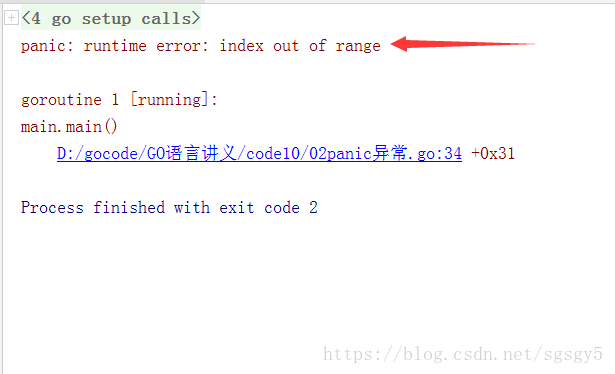 <4 go setup calls>
panic: runtime error: index out of range
goroutine 1 [running]:
main.main()
D:/gocode/GO语言讲义/code10/02panic异常.go:34 +0x31
Process finished with exit code 2
https://blog.csdn.net/sgsgy5